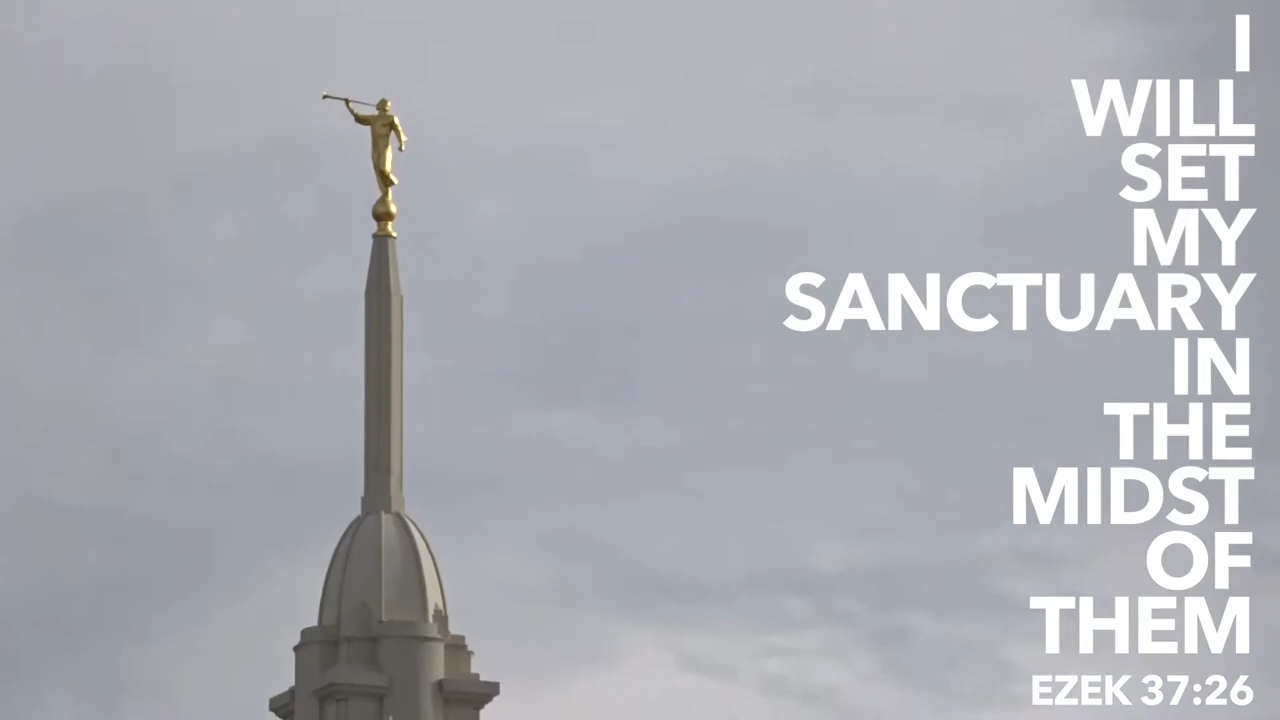 I
WILL
SET
MY
SANCTUARY
IN
THE
MIDST
OF
THEM
EZEK 37:26